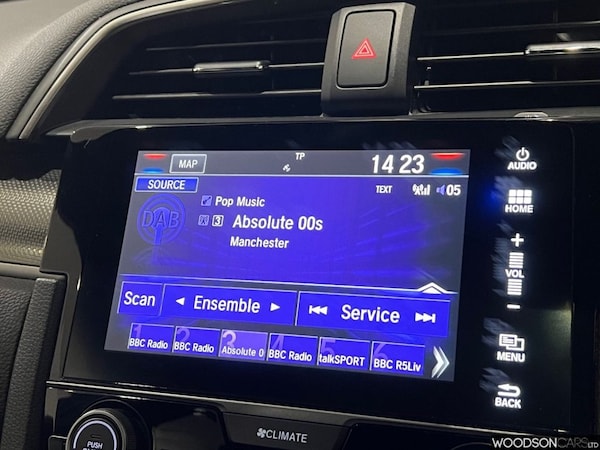 MAP
TP
14 23
SOURCE
TEXT
05
AUDIO
DAB
Pop Music
3 Absolute 00s
Manchester
HOME
+
VOL
−
Scan
◄ Ensemble ►
Service
1 BBC Radio
2 BBC Radio
3 Absolute 0
4 BBC Radio
5 talkSPORT
6 BBC R5Liv
MENU
BACK
PUSH
CLIMATE
WOODSONCARSLTD